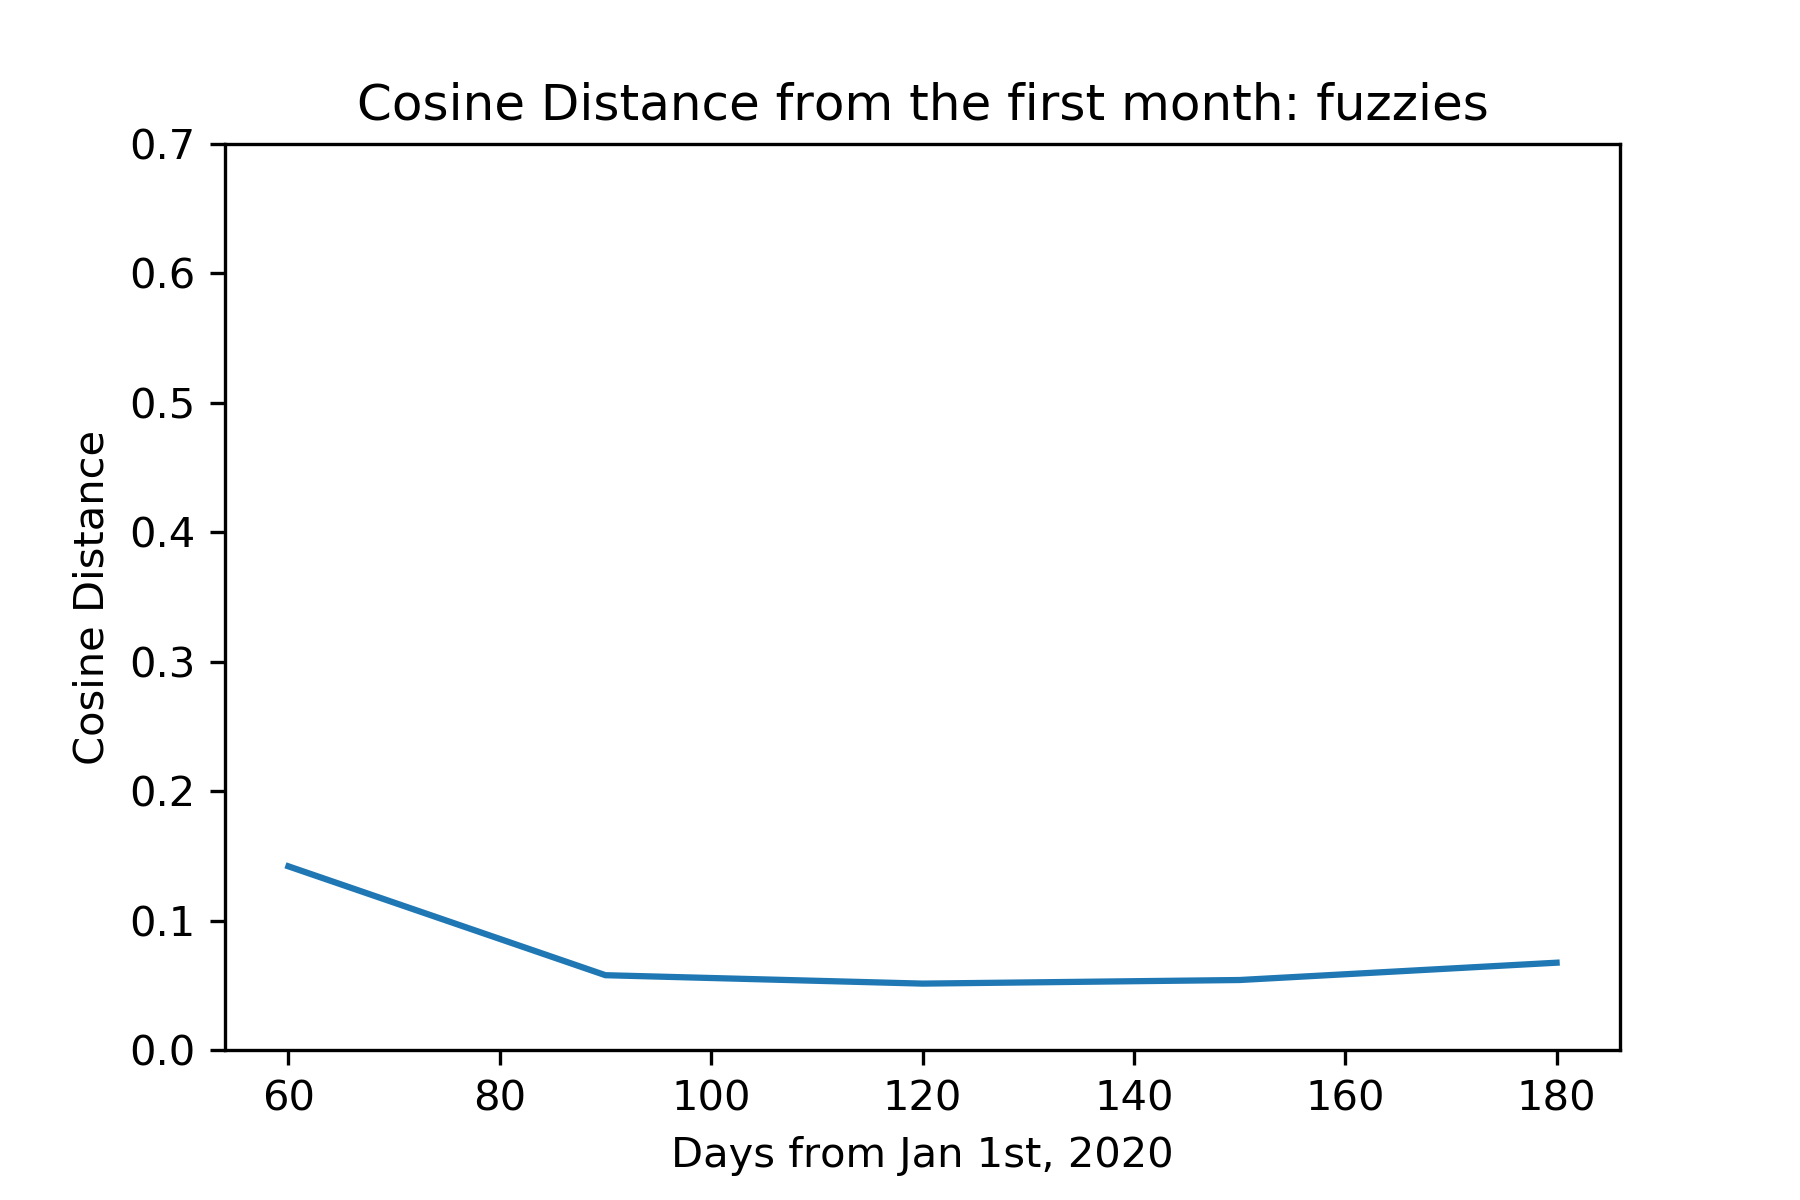 Cosine Distance from the first month: fuzzies
0.7
0.6
0.5
0.4
0.3
0.2
0.1
0.0
Cosine Distance
60 80 100 120 140 160 180
Days from Jan 1st, 2020